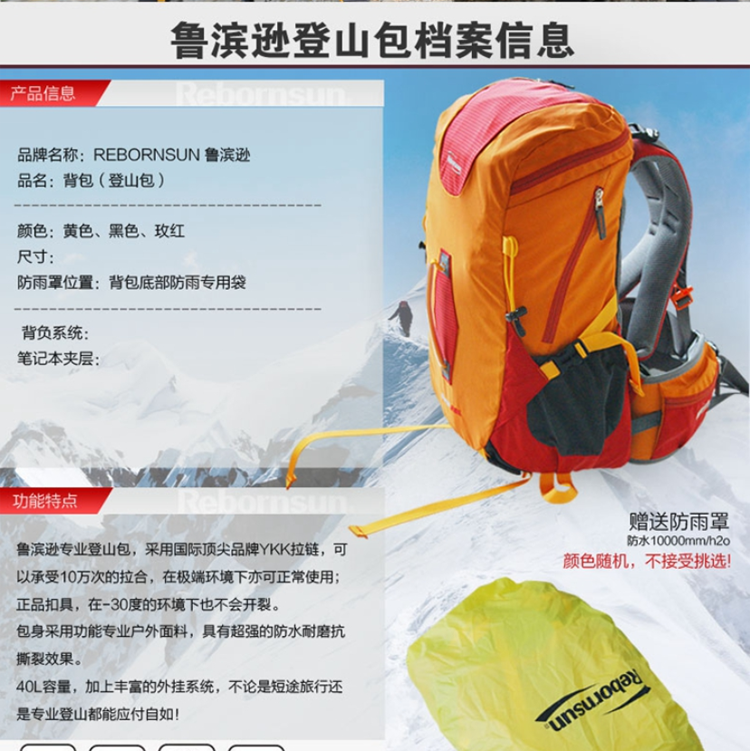 鲁滨逊登山包档案信息
产品信息
Rebornsun
品牌名称：REBORNSUN 鲁滨逊
品名：背包（登山包）
颜色：黄色、黑色、玫红
尺寸：
防雨罩位置：背包底部防雨专用袋
背负系统：
笔记本夹层：
功能特点
Rebornsun
鲁滨逊专业登山包，采用国际顶尖品牌YKK拉链，可
以承受10万次的拉合，在极端环境下亦可正常使用；
正品扣具，在-30度的环境下也不会开裂。
包身采用功能专业户外面料，具有超强的防水耐磨抗
撕裂效果。
40L容量，加上丰富的外挂系统，不论是短途旅行还
是专业登山都能应付自如！
赠送防雨罩
防水10000mm/h2o
颜色随机，不接受挑选!
Rebornsun